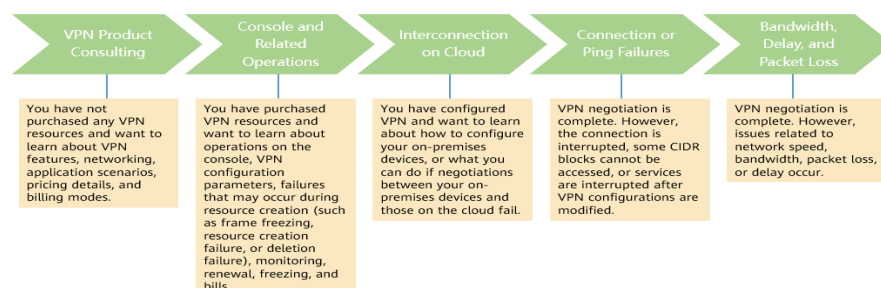 VPN Product
Consulting
Console and
Related
Operations
Interconnection
on Cloud
Connection or
Ping Failures
Bandwidth,
Delay, and
Packet Loss
You have not
purchased any VPN
resources and want to
learn about VPN
features, networking,
application scenarios,
pricing details, and
billing modes.
You have purchased
VPN resources and
want to learn about
operations on the
console, VPN
configuration
parameters, failures
that may occur during
resource creation (such
as frame freezing,
resource creation
failure, or deletion
failure), monitoring,
renewal, freezing, and
bills.
You have configured
VPN and want to learn
about how to configure
your on-premises
devices, or what you
can do if negotiations
between your on-
premises devices and
those on the cloud fail.
VPN negotiation is
complete. However,
the connection is
interrupted, some CIDR
blocks cannot be
accessed, or services
are interrupted after
VPN configurations are
modified.
VPN negotiation is
complete. However,
issues related to
network speed,
bandwidth, packet loss,
or delay occur.